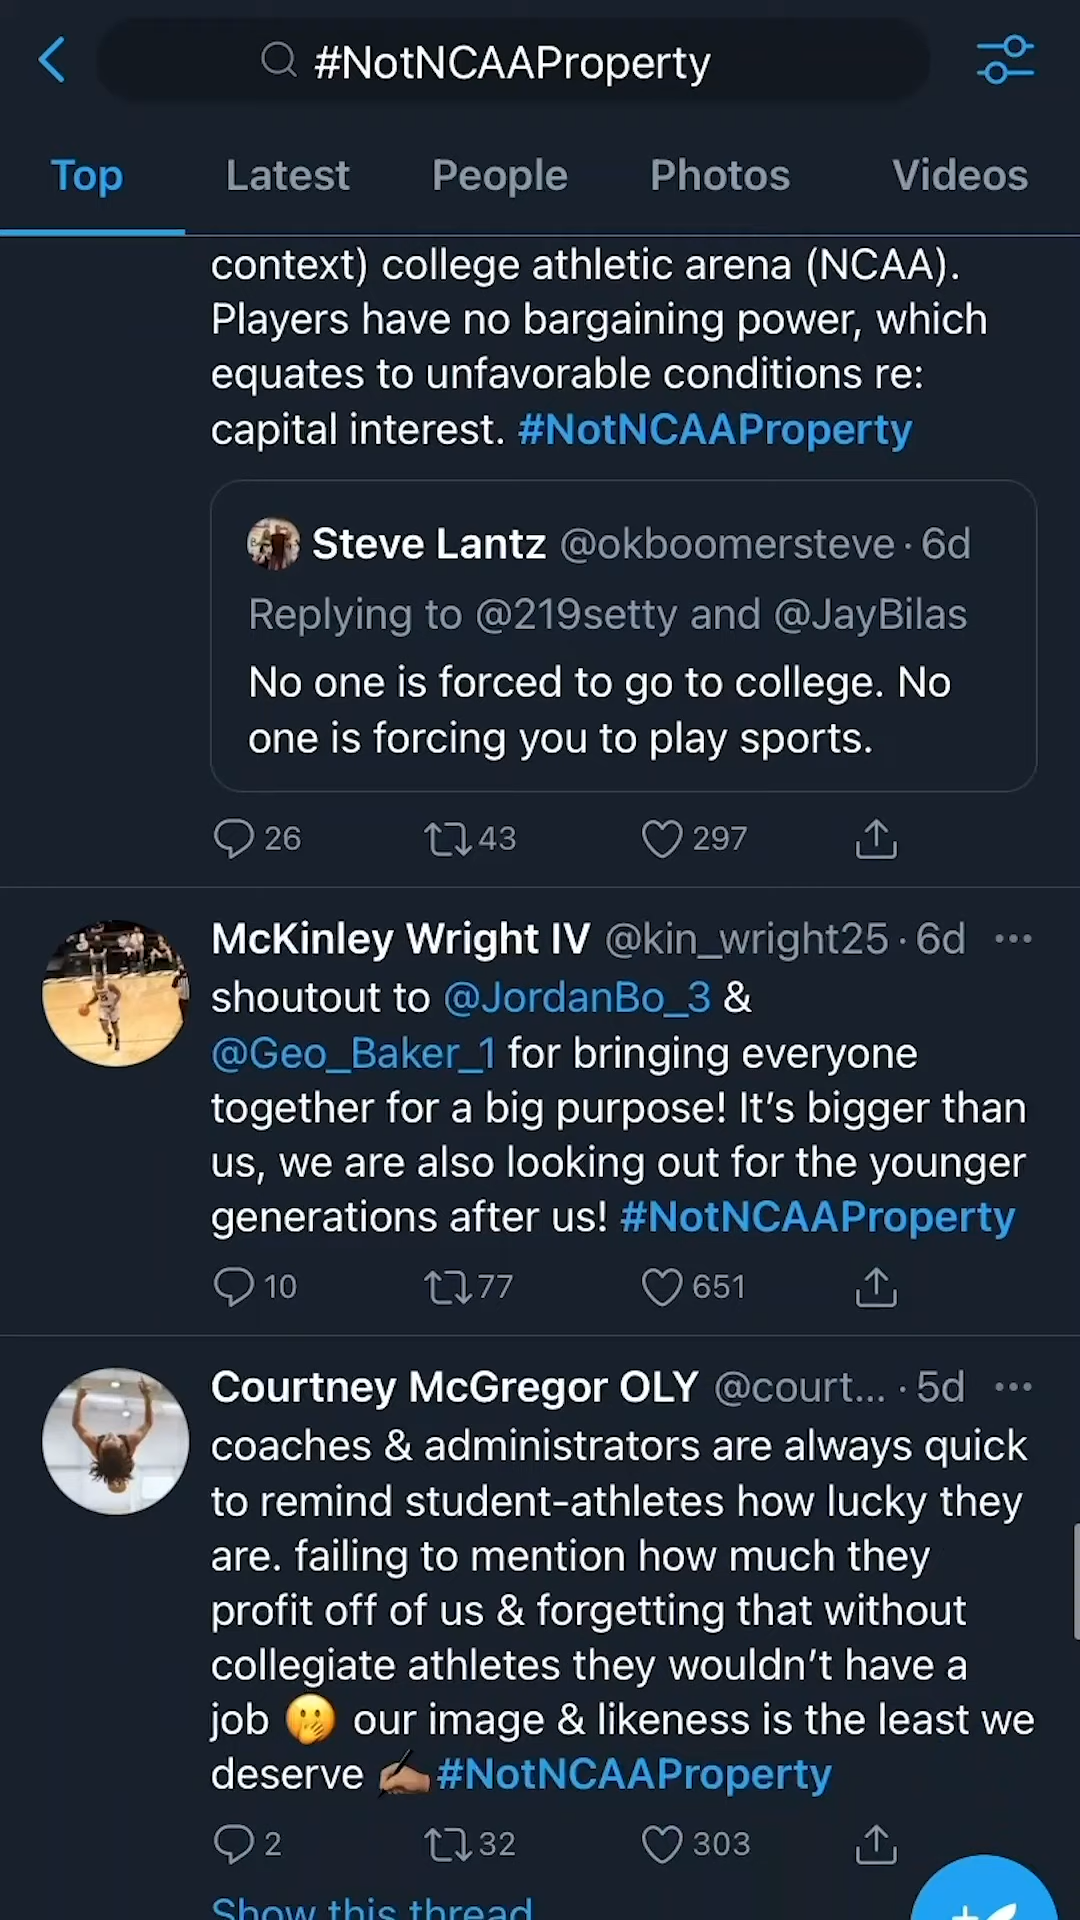 #NotNCAAProperty
Top Latest People Photos Videos
context) college athletic arena (NCAA).
Players have no bargaining power, which
equates to unfavorable conditions re:
capital interest. #NotNCAAProperty
Steve Lantz @okboomersteve · 6d
Replying to @219setty and @JayBilas
No one is forced to go to college. No
one is forcing you to play sports.
26 43 297
McKinley Wright IV @kin_wright25 · 6d
shoutout to @JordanBo_3 &
@Geo_Baker_1 for bringing everyone
together for a big purpose! It’s bigger than
us, we are also looking out for the younger
generations after us! #NotNCAAProperty
10 77 651
Courtney McGregor OLY @court... · 5d
coaches & administrators are always quick
to remind student-athletes how lucky they
are. failing to mention how much they
profit off of us & forgetting that without
collegiate athletes they wouldn’t have a
job 🤭 our image & likeness is the least we
deserve ✍🏽#NotNCAAProperty
2 32 303
Show this thread